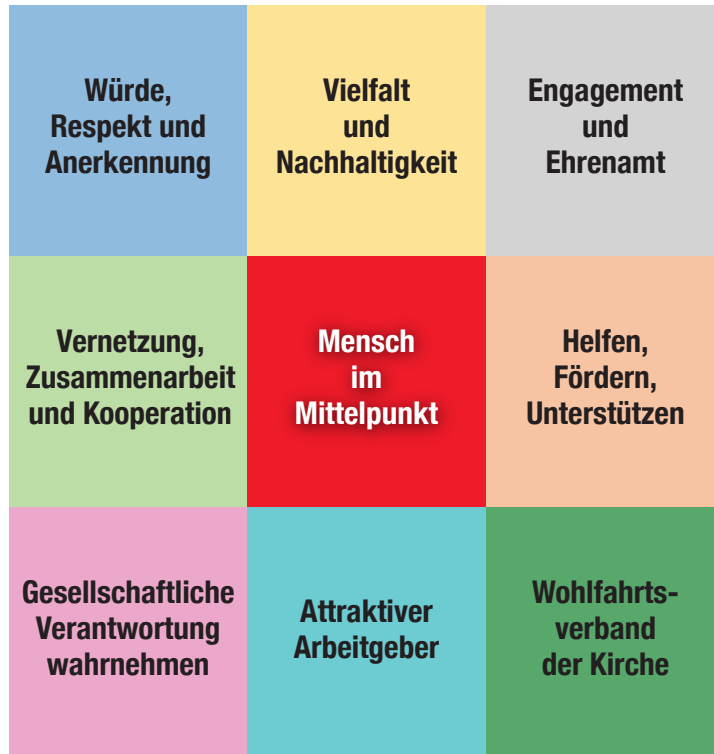 Würde,
Respekt und
Anerkennung
Vielfalt
und
Nachhaltigkeit
Engagement
und
Ehrenamt
Vernetzung,
Zusammenarbeit
und Kooperation
Mensch
im
Mittelpunkt
Helfen,
Fördern,
Unterstützen
Gesellschaftliche
Verantwortung
wahrnehmen
Attraktiver
Arbeitgeber
Wohlfahrts-
verband
der Kirche